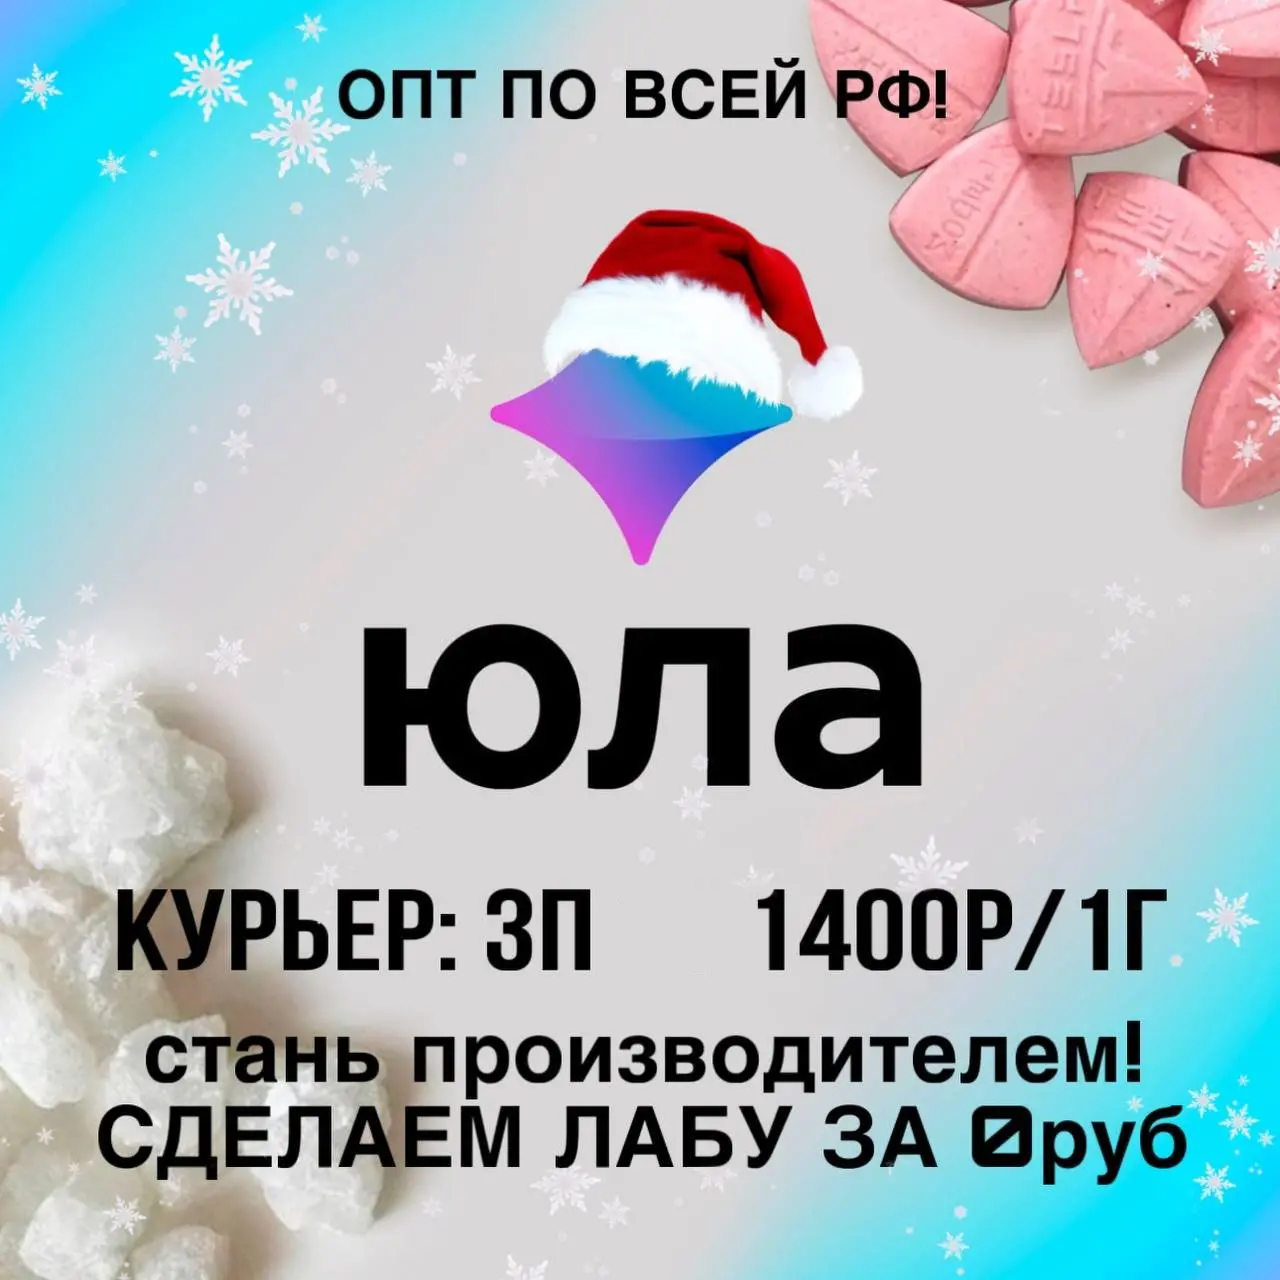 ОПТ ПО ВСЕЙ РФ!
юла
КУРЬЕР: ЗП 1400Р/1Г
стань производителем!
СДЕЛАЕМ ЛАБУ ЗА 0руб